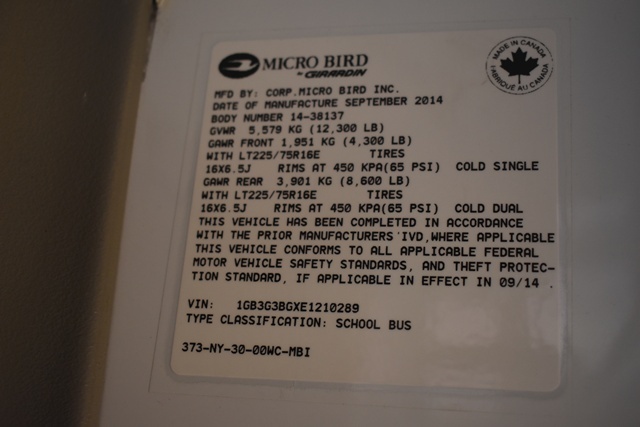 MICRO BIRD
by GIRARDIN
MADE IN CANADA
FABRIQUÉ AU CANADA
MFD BY: CORP.MICRO BIRD INC.
DATE OF MANUFACTURE SEPTEMBER 2014
BODY NUMBER 14-38137
GVWR 5,579 KG (12,300 LB)
GAWR FRONT 1,951 KG (4,300 LB)
WITH LT225/75R16E TIRES
16X6.5J RIMS AT 450 KPA(65 PSI) COLD SINGLE
GAWR REAR 3,901 KG (8,600 LB)
WITH LT225/75R16E TIRES
16X6.5J RIMS AT 450 KPA(65 PSI) COLD DUAL
THIS VEHICLE HAS BEEN COMPLETED IN ACCORDANCE
WITH THE PRIOR MANUFACTURERS'IVD,WHERE APPLICABLE
THIS VEHICLE CONFORMS TO ALL APPLICABLE FEDERAL
MOTOR VEHICLE SAFETY STANDARDS, AND THEFT PROTEC-
TION STANDARD, IF APPLICABLE IN EFFECT IN 09/14 .
VIN: 1GB3G3BGXE1210289
TYPE CLASSIFICATION: SCHOOL BUS
373-NY-30-00WC-MBI